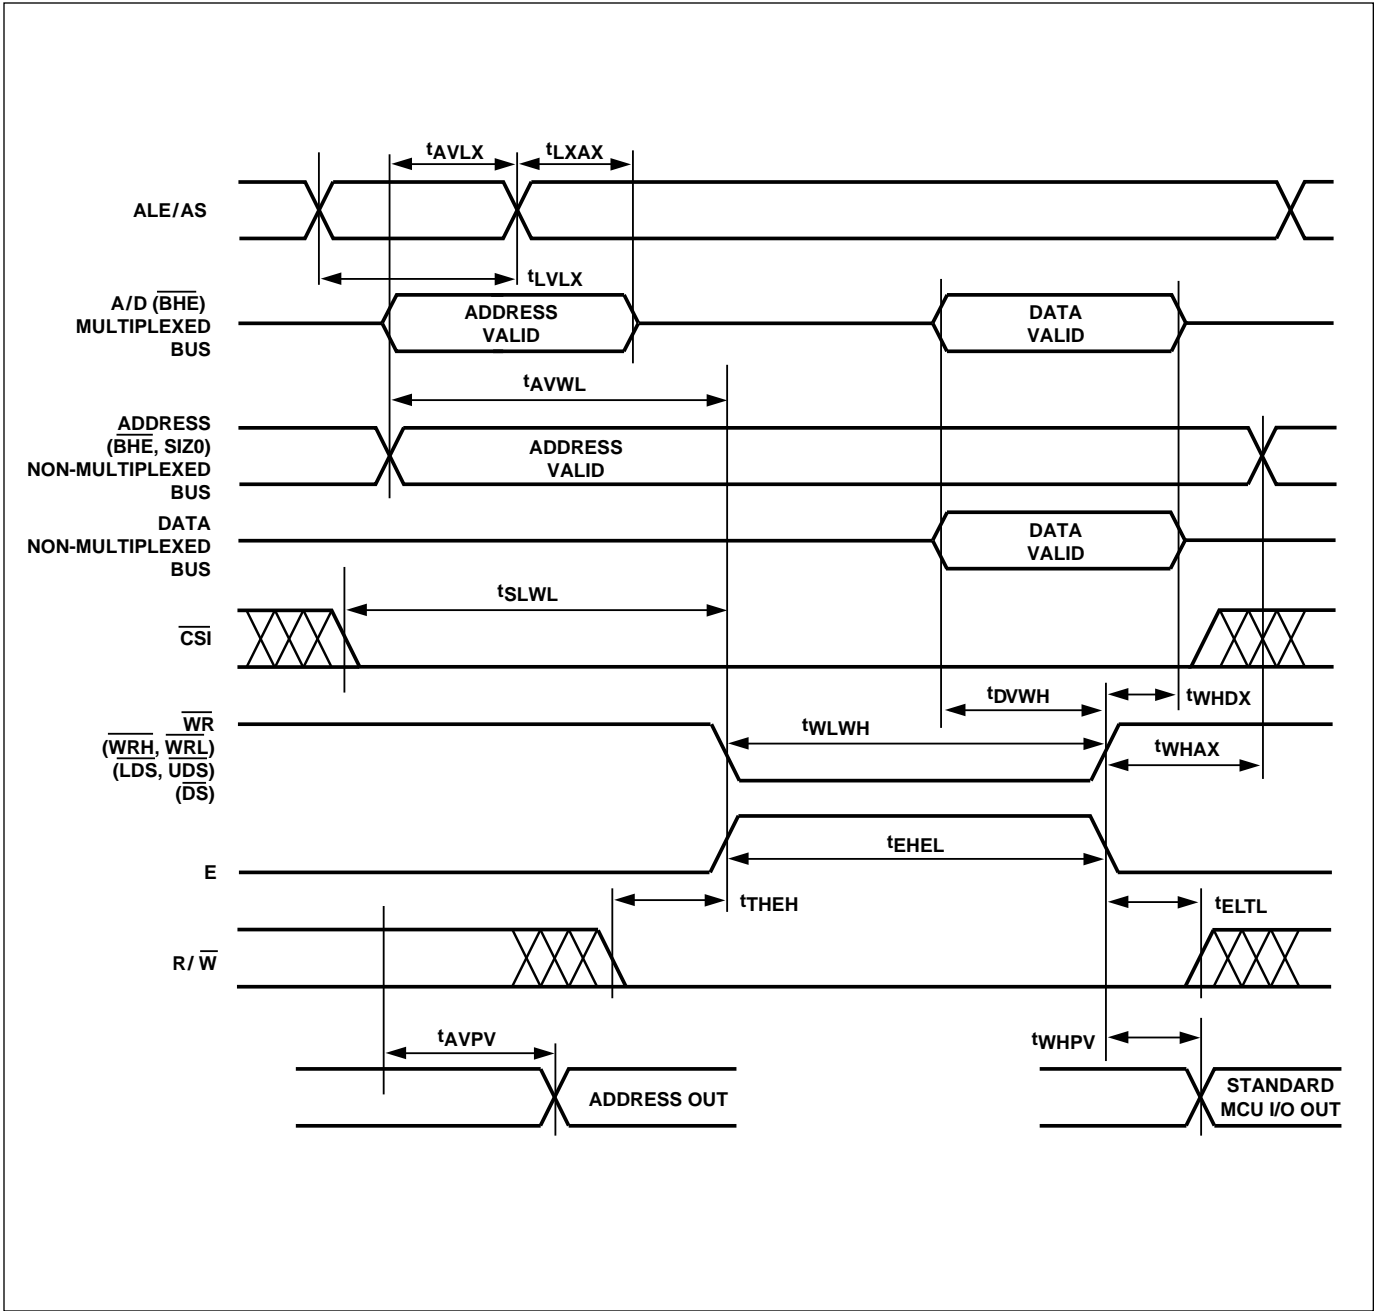 tAVLX tLXAX
ALE/AS
tLVLX
A/D (BHE)
MULTIPLEXED
BUS
ADDRESS
VALID
DATA
VALID
tAVWL
ADDRESS
(BHE, SIZ0)
NON-MULTIPLEXED
BUS
ADDRESS
VALID
DATA
NON-MULTIPLEXED
BUS
DATA
VALID
tSLWL
CSI
tDVWH tWHDX
WR
(WRH, WRL)
(LDS, UDS)
(DS)
tWLWH
tWHAX
tEHEL
E
tTHEH
tELTL
R/W
tAVPV
tWHPV
ADDRESS OUT
STANDARD
MCU I/O OUT